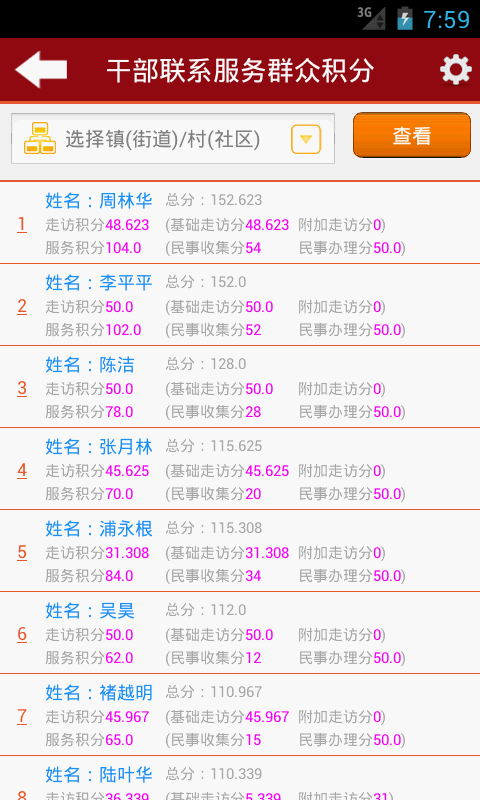 3G 7:59
干部联系服务群众积分
选择镇(街道)/村(社区) 查看
姓名：周林华 总分：152.623
1 走访积分48.623 (基础走访分48.623 附加走访分0)
服务积分104.0 (民事收集分54 民事办理分50.0)
姓名：李平平 总分：152.0
2 走访积分50.0 (基础走访分50.0 附加走访分0)
服务积分102.0 (民事收集分52 民事办理分50.0)
姓名：陈洁 总分：128.0
3 走访积分50.0 (基础走访分50.0 附加走访分0)
服务积分78.0 (民事收集分28 民事办理分50.0)
姓名：张月林 总分：115.625
4 走访积分45.625 (基础走访分45.625 附加走访分0)
服务积分70.0 (民事收集分20 民事办理分50.0)
姓名：浦永根 总分：115.308
5 走访积分31.308 (基础走访分31.308 附加走访分0)
服务积分84.0 (民事收集分34 民事办理分50.0)
姓名：吴昊 总分：112.0
6 走访积分50.0 (基础走访分50.0 附加走访分0)
服务积分62.0 (民事收集分12 民事办理分50.0)
姓名：褚越明 总分：110.967
7 走访积分45.967 (基础走访分45.967 附加走访分0)
服务积分65.0 (民事收集分15 民事办理分50.0)
姓名：陆叶华 总分：110.339
8 走访积分36.339 (基础走访分5.339 附加走访分31)